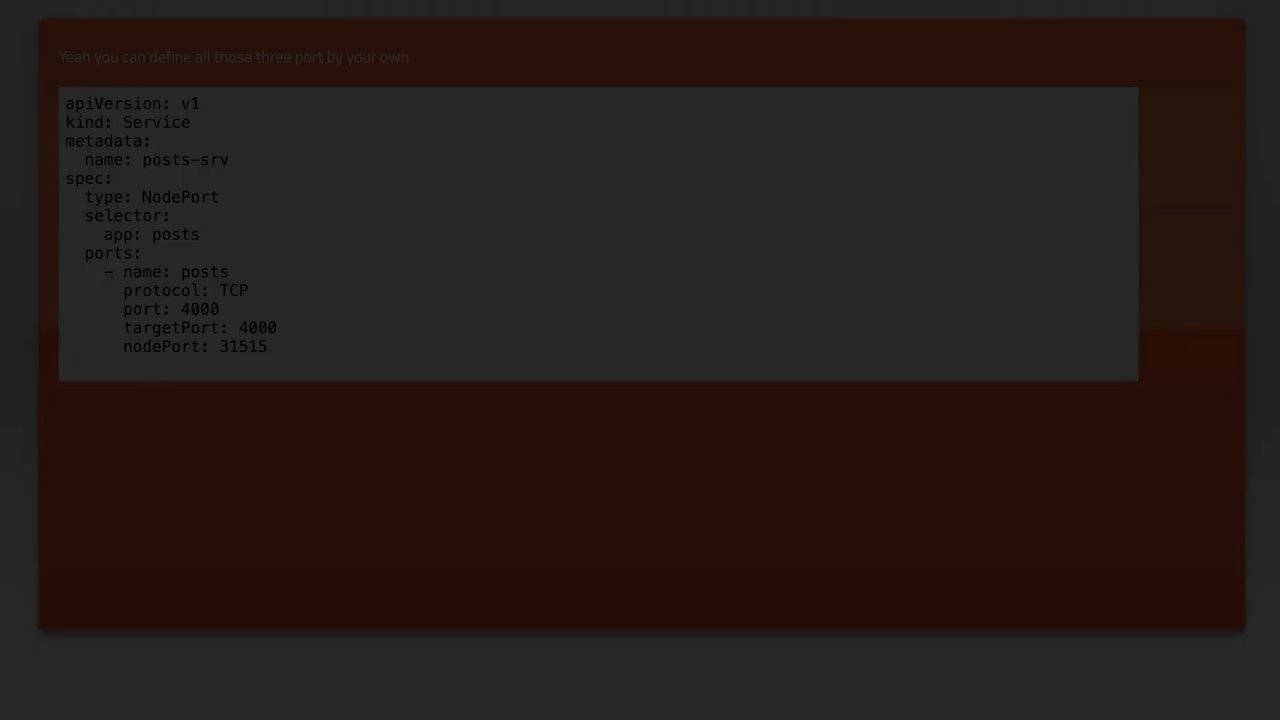 Yeah you can define all those three port by your own
apiVersion: v1
kind: Service
metadata:
  name: posts-srv
spec:
  type: NodePort
  selector:
    app: posts
  ports:
    - name: posts
      protocol: TCP
      port: 4000
      targetPort: 4000
      nodePort: 31515